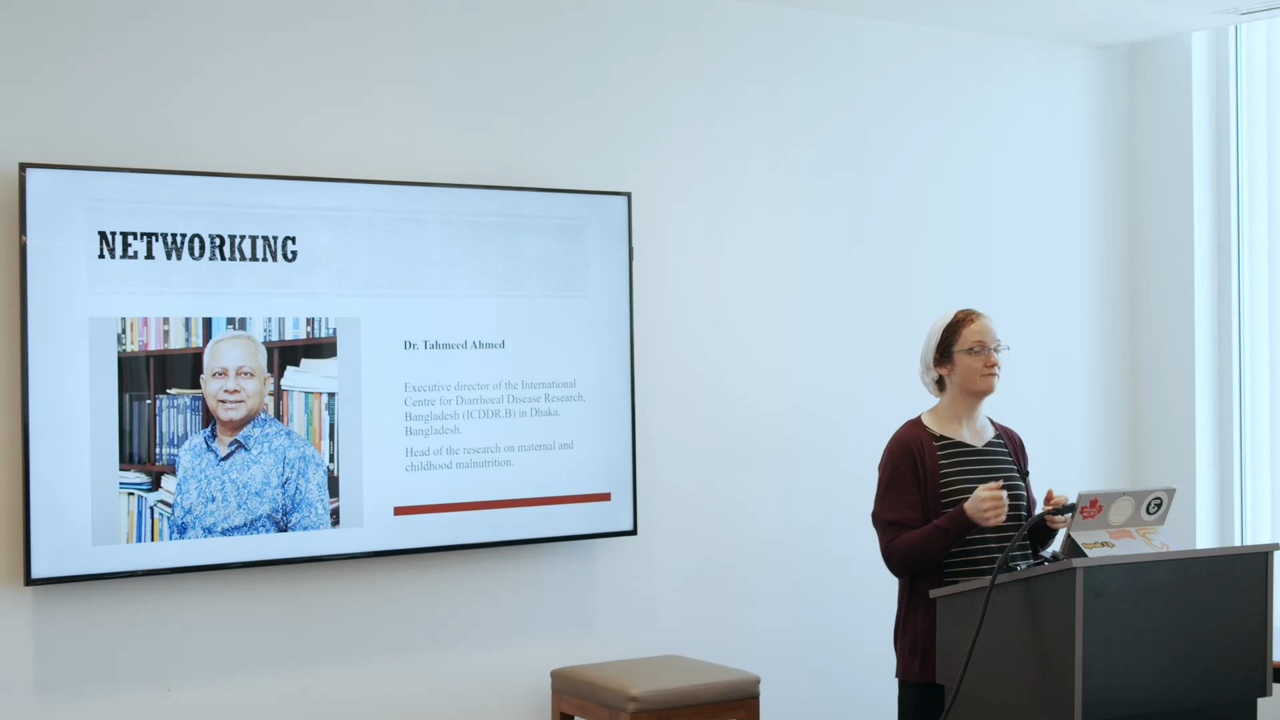 NETWORKING
Dr. Tahmeed Ahmed
Executive director of the International
Centre for Diarrhoeal Disease Research,
Bangladesh (ICDDR,B) in Dhaka,
Bangladesh.
Head of the research on maternal and
childhood malnutrition.